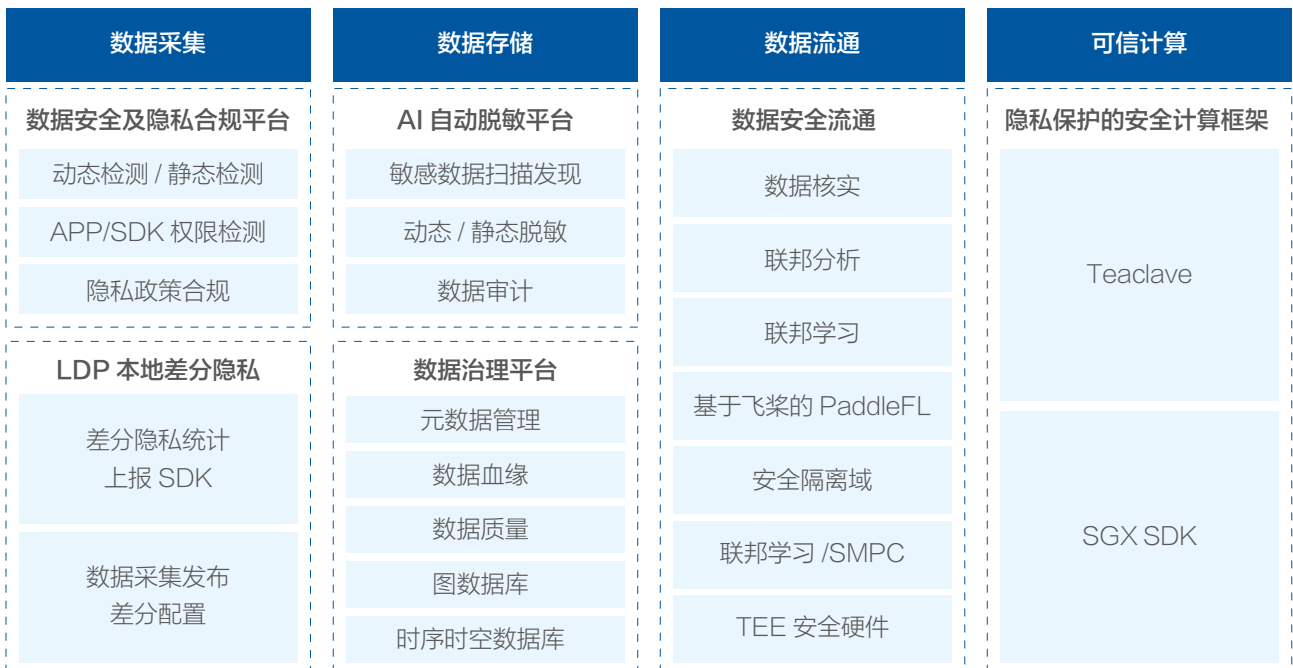 数据采集
数据安全及隐私合规平台
动态检测 / 静态检测
APP/SDK 权限检测
隐私政策合规
LDP 本地差分隐私
差分隐私统计
上报 SDK
数据采集发布
差分配置
数据存储
AI 自动脱敏平台
敏感数据扫描发现
动态 / 静态脱敏
数据审计
数据治理平台
元数据管理
数据血缘
数据质量
图数据库
时序时空数据库
数据流通
数据安全流通
数据核实
联邦分析
联邦学习
基于飞桨的 PaddleFL
安全隔离域
联邦学习 /SMPC
TEE 安全硬件
可信计算
隐私保护的安全计算框架
Teaclave
SGX SDK